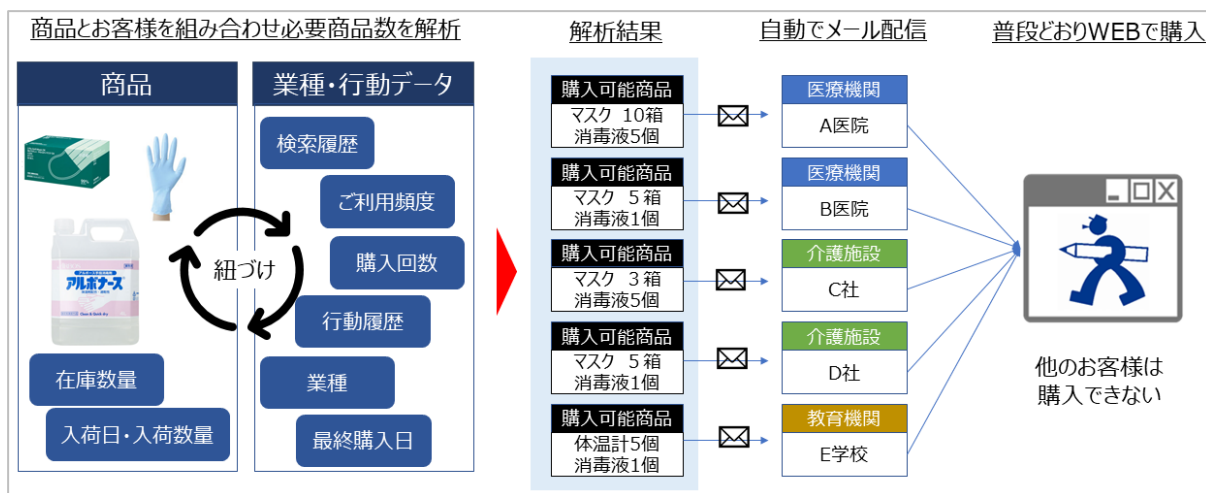 商品とお客様を組み合わせ必要商品数を解析
解析結果
自動でメール配信
普段どおりWEBで購入
商品
業種・行動データ
アルボナース
紐づけ
在庫数量
入荷日・入荷数量
検索履歴
ご利用頻度
購入回数
行動履歴
業種
最終購入日
購入可能商品
マスク 10箱
消毒液5個
購入可能商品
マスク 5箱
消毒液1個
購入可能商品
マスク 3箱
消毒液5個
購入可能商品
マスク 5箱
消毒液1個
購入可能商品
体温計5個
消毒液1個
医療機関
A医院
医療機関
B医院
介護施設
C社
介護施設
D社
教育機関
E学校
他のお客様は
購入できない